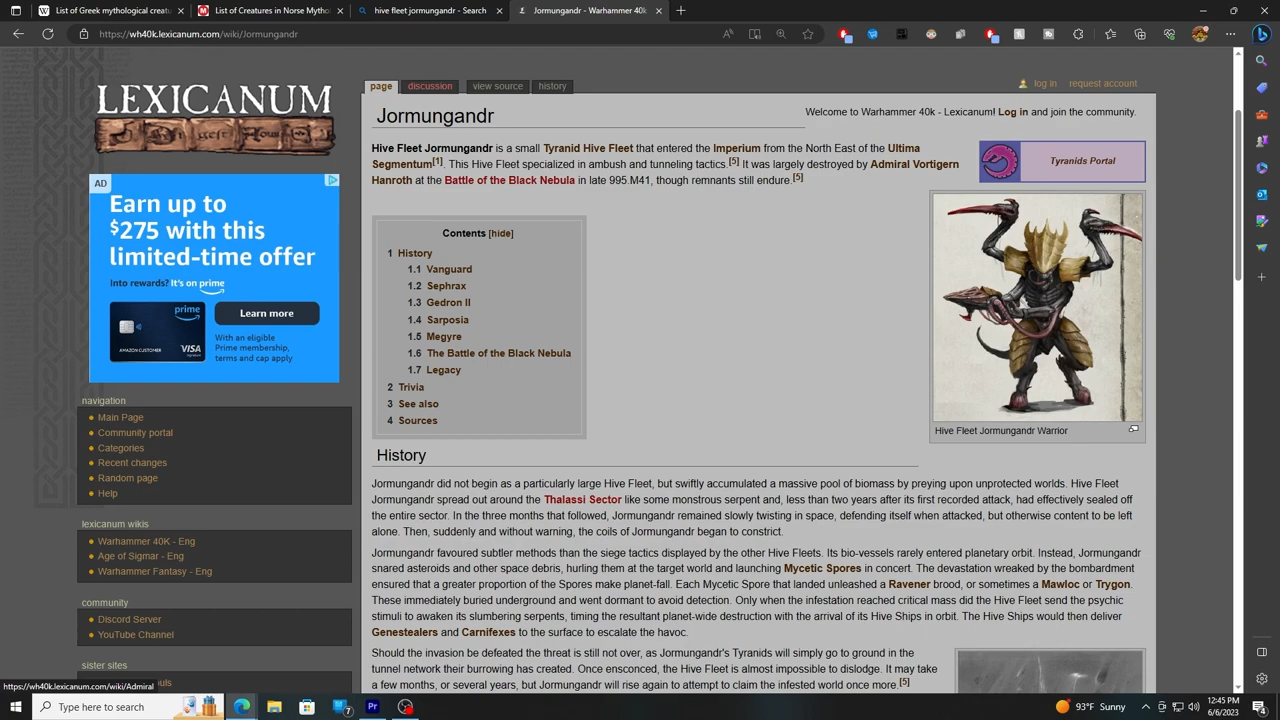 List of Greek mythological creatu
List of Creatures in Norse Mytho
hive fleet jormungandr - Search
Jormungandr - Warhammer 40k -
https://wh40k.lexicanum.com/wiki/Jormungandr
LEXICANUM
page
discussion
view source
history
log in
request account
Jormungandr
Welcome to Warhammer 40k - Lexicanum! Log in and join the community.
Hive Fleet Jormungandr is a small Tyranid Hive Fleet that entered the Imperium from the North East of the Ultima
Segmentum[1]. This Hive Fleet specialized in ambush and tunneling tactics.[5] It was largely destroyed by Admiral Vortigern
Hanroth at the Battle of the Black Nebula in late 995.M41, though remnants still endure.[5]
Tyranids Portal
Hive Fleet Jormungandr Warrior
Contents [hide]
1 History
1.1 Vanguard
1.2 Sephrax
1.3 Gedron II
1.4 Sarposia
1.5 Megyre
1.6 The Battle of the Black Nebula
1.7 Legacy
2 Trivia
3 See also
4 Sources
History
Jormungandr did not begin as a particularly large Hive Fleet, but swiftly accumulated a massive pool of biomass by preying upon unprotected worlds. Hive Fleet
Jormungandr spread out around the Thalassi Sector like some monstrous serpent and, less than two years after its first recorded attack, had effectively sealed off
the entire sector. In the three months that followed, Jormungandr remained slowly twisting in space, defending itself when attacked, but otherwise content to be left
alone. Then, suddenly and without warning, the coils of Jormungandr began to constrict.
Jormungandr favoured subtler methods than the siege tactics displayed by the other Hive Fleets. Its bio-vessels rarely entered planetary orbit. Instead, Jormungandr
snared asteroids and other space debris, hurling them at the target world and launching Mycetic Spores in concert. The devastation wreaked by the bombardment
ensured that a greater proportion of the Spores make planet-fall. Each Mycetic Spore that landed unleashed a Ravener brood, or sometimes a Mawloc or Trygon.
These immediately buried underground and went dormant to avoid detection. Only when the infestation reached critical mass did the Hive Fleet send the psychic
stimuli to awaken its slumbering serpents, timing the resultant planet-wide destruction with the arrival of its Hive Ships in orbit. The Hive Ships would then deliver
Genestealers and Carnifexes to the surface to escalate the havoc.
Should the invasion be defeated the threat is still not over, as Jormungandr's Tyranids will simply go to ground in the
tunnel network their burrowing has created. Once ensconced, the Hive Fleet is almost impossible to dislodge. It may take
a few months, or several years, but Jormungandr will rise again to attempt to claim the infested world once more.[5]
AD
Earn up to
$275 with this
limited-time offer
Into rewards? It's on prime
prime
AMAZON CUSTOMER
VISA
Learn more
With an eligible
Prime membership,
terms and cap apply
navigation
Main Page
Community portal
Categories
Recent changes
Random page
Help
lexicanum wikis
Warhammer 40K - Eng
Age of Sigmar - Eng
Warhammer Fantasy - Eng
community
Discord Server
YouTube Channel
sister sites
https://wh40k.lexicanum.com/wiki/Admiral
Type here to search
7
Pr
93°F Sunny
12:45 PM
6/6/2023
4